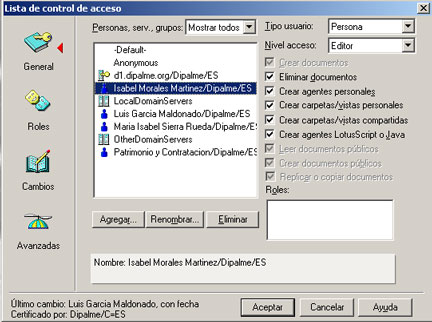 Lista de control de acceso
General
Roles
Cambios
Avanzadas
Personas, serv., grupos: Mostrar todos
-Default-
Anonymous
d1.dipalme.org/Dipalme/ES
Isabel Morales Martinez/Dipalme/ES
LocalDomainServers
Luis Garcia Maldonado/Dipalme/ES
Maria Isabel Sierra Rueda/Dipalme/ES
OtherDomainServers
Patrimonio y Contratacion/Dipalme/ES
Agregar... Renombrar... Eliminar
Tipo usuario: Persona
Nivel acceso: Editor
Crear documentos
Eliminar documentos
Crear agentes personales
Crear carpetas/vistas personales
Crear carpetas/vistas compartidas
Crear agentes LotusScript o Java
Leer documentos públicos
Crear documentos públicos
Replicar o copiar documentos
Roles:
Nombre: Isabel Morales Martinez/Dipalme/ES
Último cambio: Luis Garcia Maldonado, con fecha
Certificado por: Dipalme/C=ES
Aceptar Cancelar Ayuda